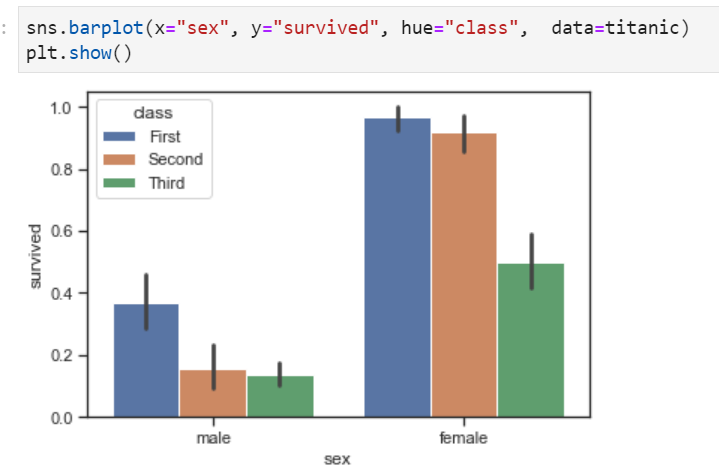 : sns.barplot(x="sex", y="survived", hue="class",  data=titanic)
plt.show()
1.0
0.8
0.6
0.4
0.2
0.0
survived
class
First
Second
Third
male
female
sex